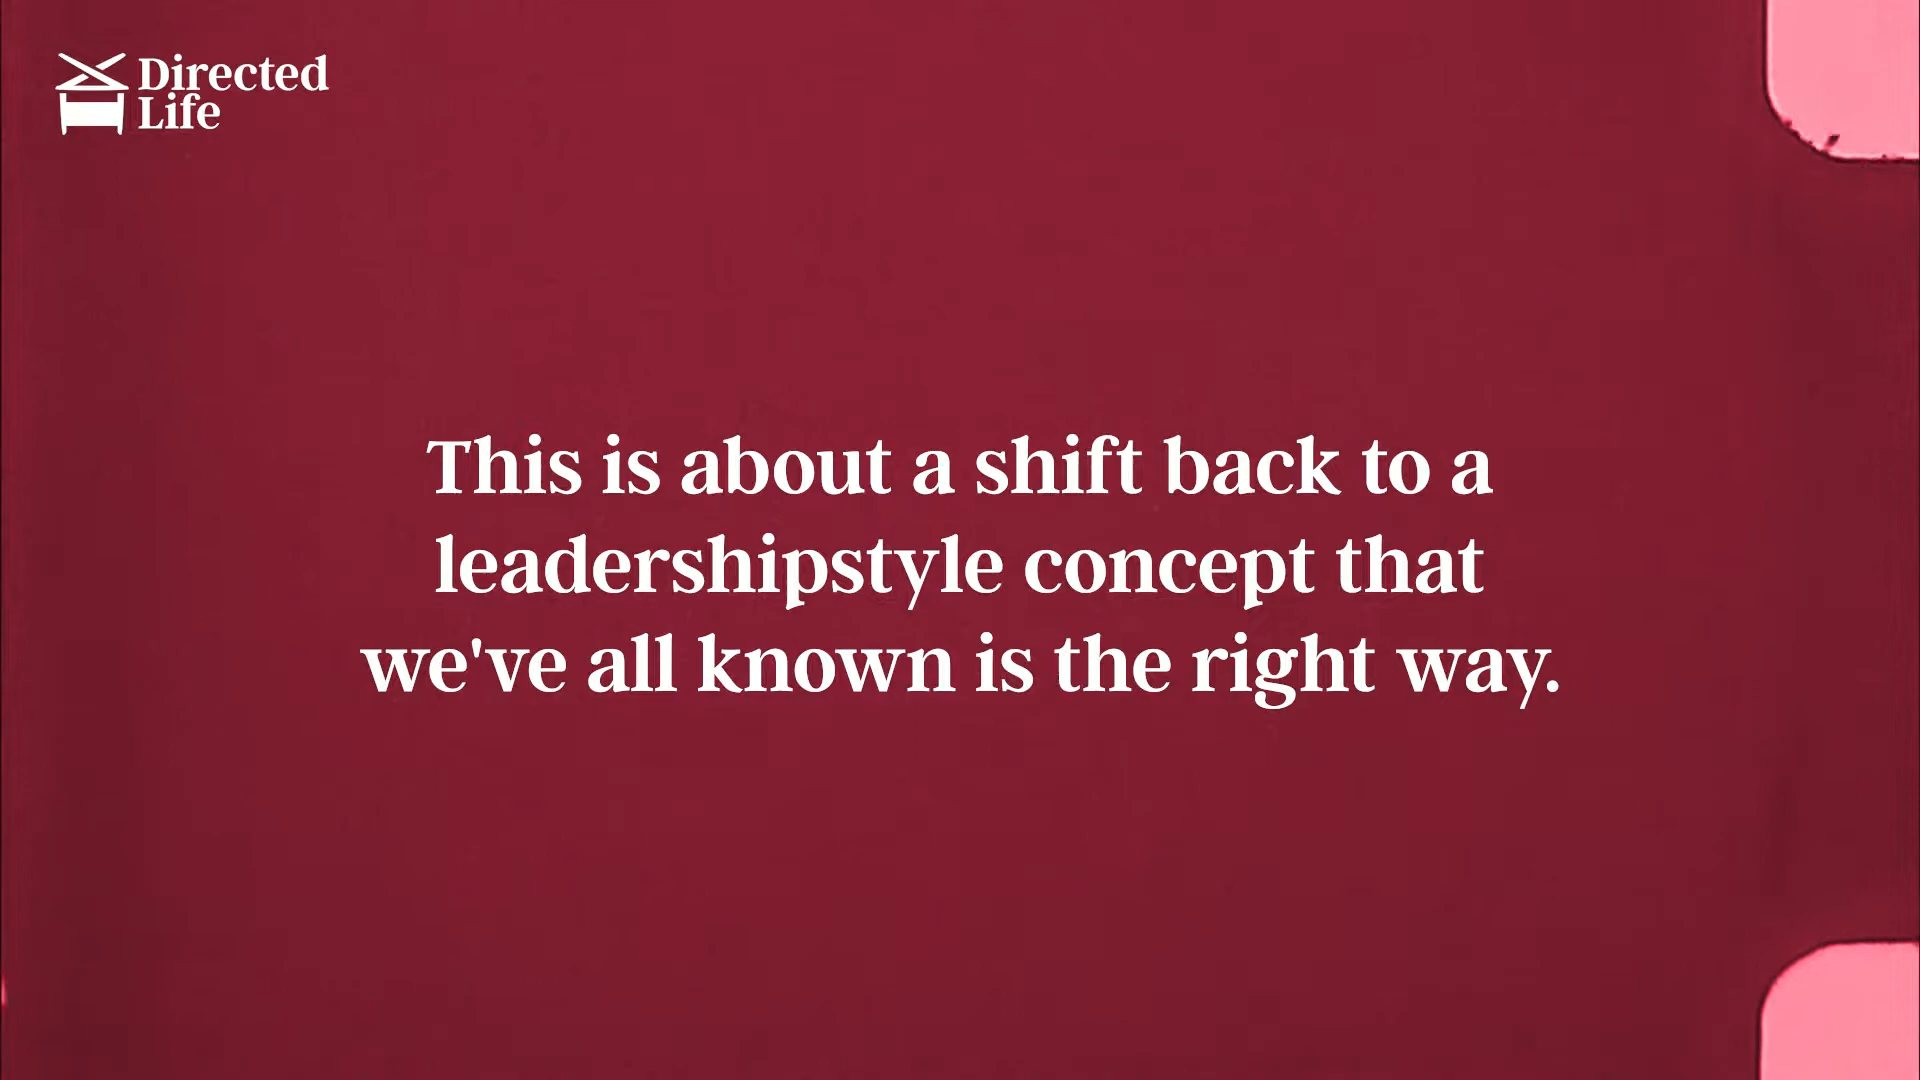 Directed
Life
This is about a shift back to a
leadershipstyle concept that
we've all known is the right way.